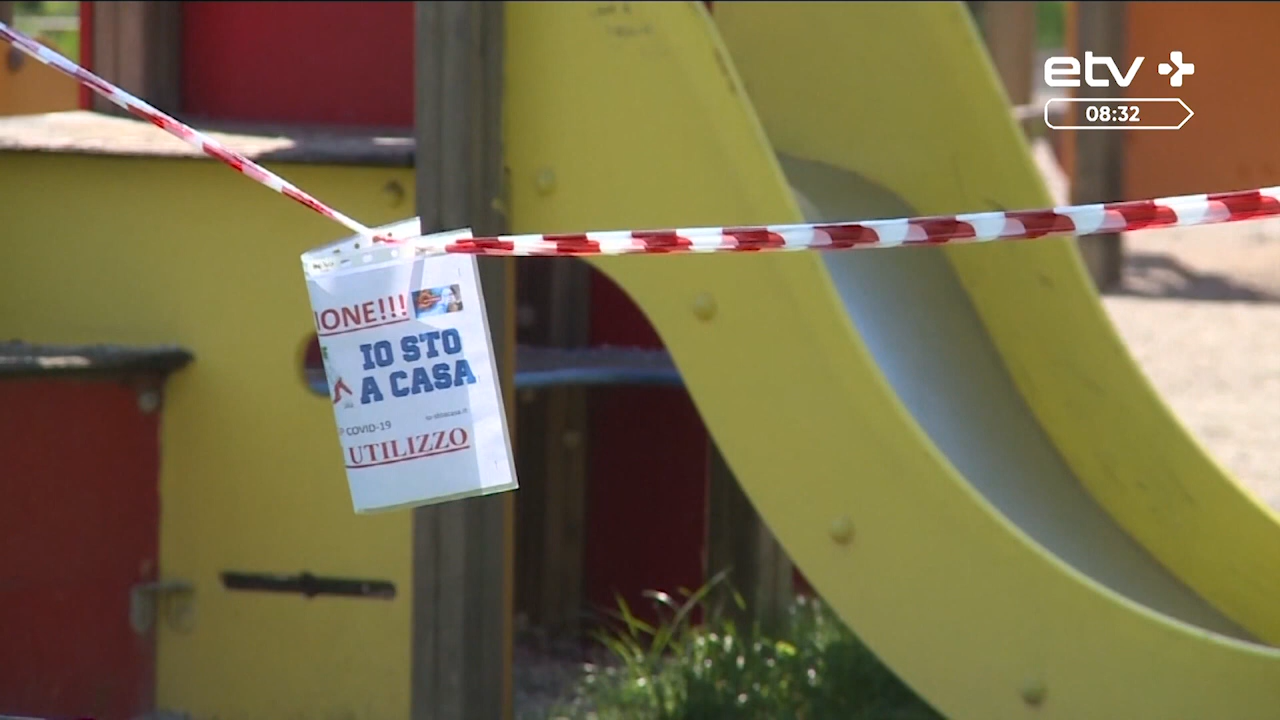 etv+
08:32
IONE!!!
IO STO
A CASA
COVID-19
UTILIZZO